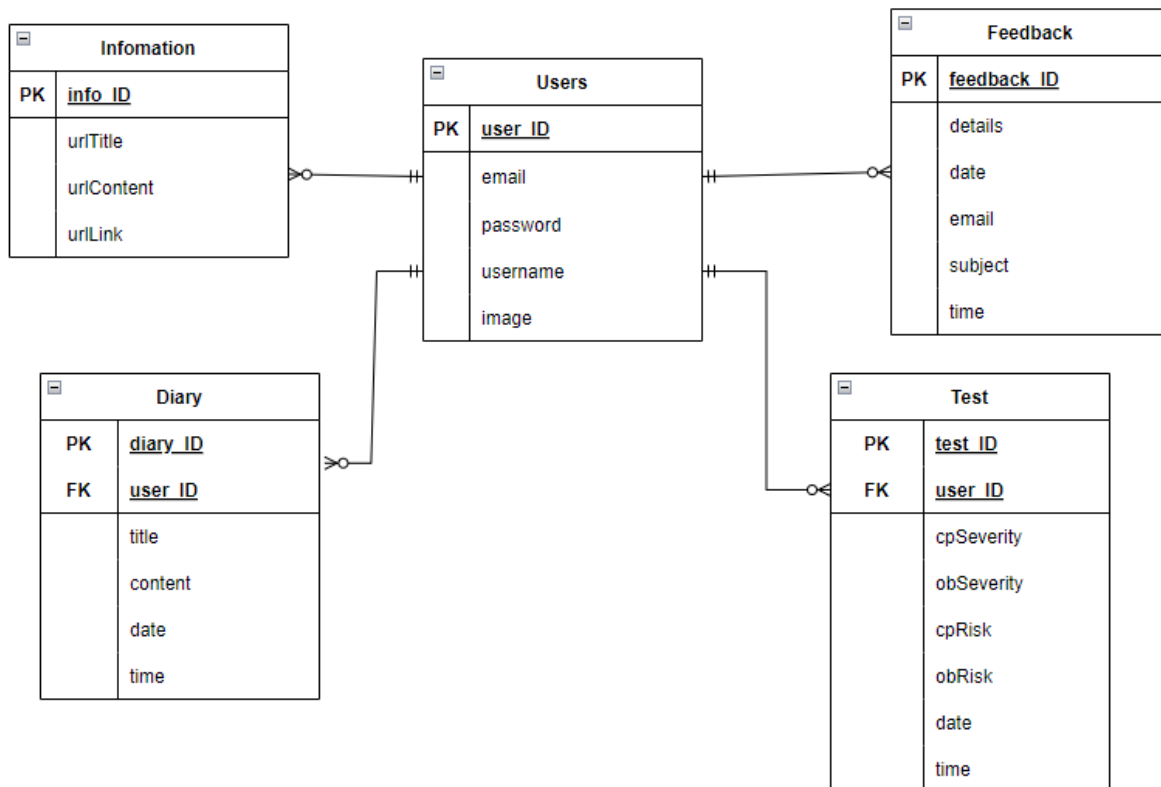 Infomation
PK info_ID
urlTitle
urlContent
urlLink
Users
PK user_ID
email
password
username
image
Feedback
PK feedback_ID
details
date
email
subject
time
Diary
PK diary_ID
FK user_ID
title
content
date
time
Test
PK test_ID
FK user_ID
cpSeverity
obSeverity
cpRisk
obRisk
date
time